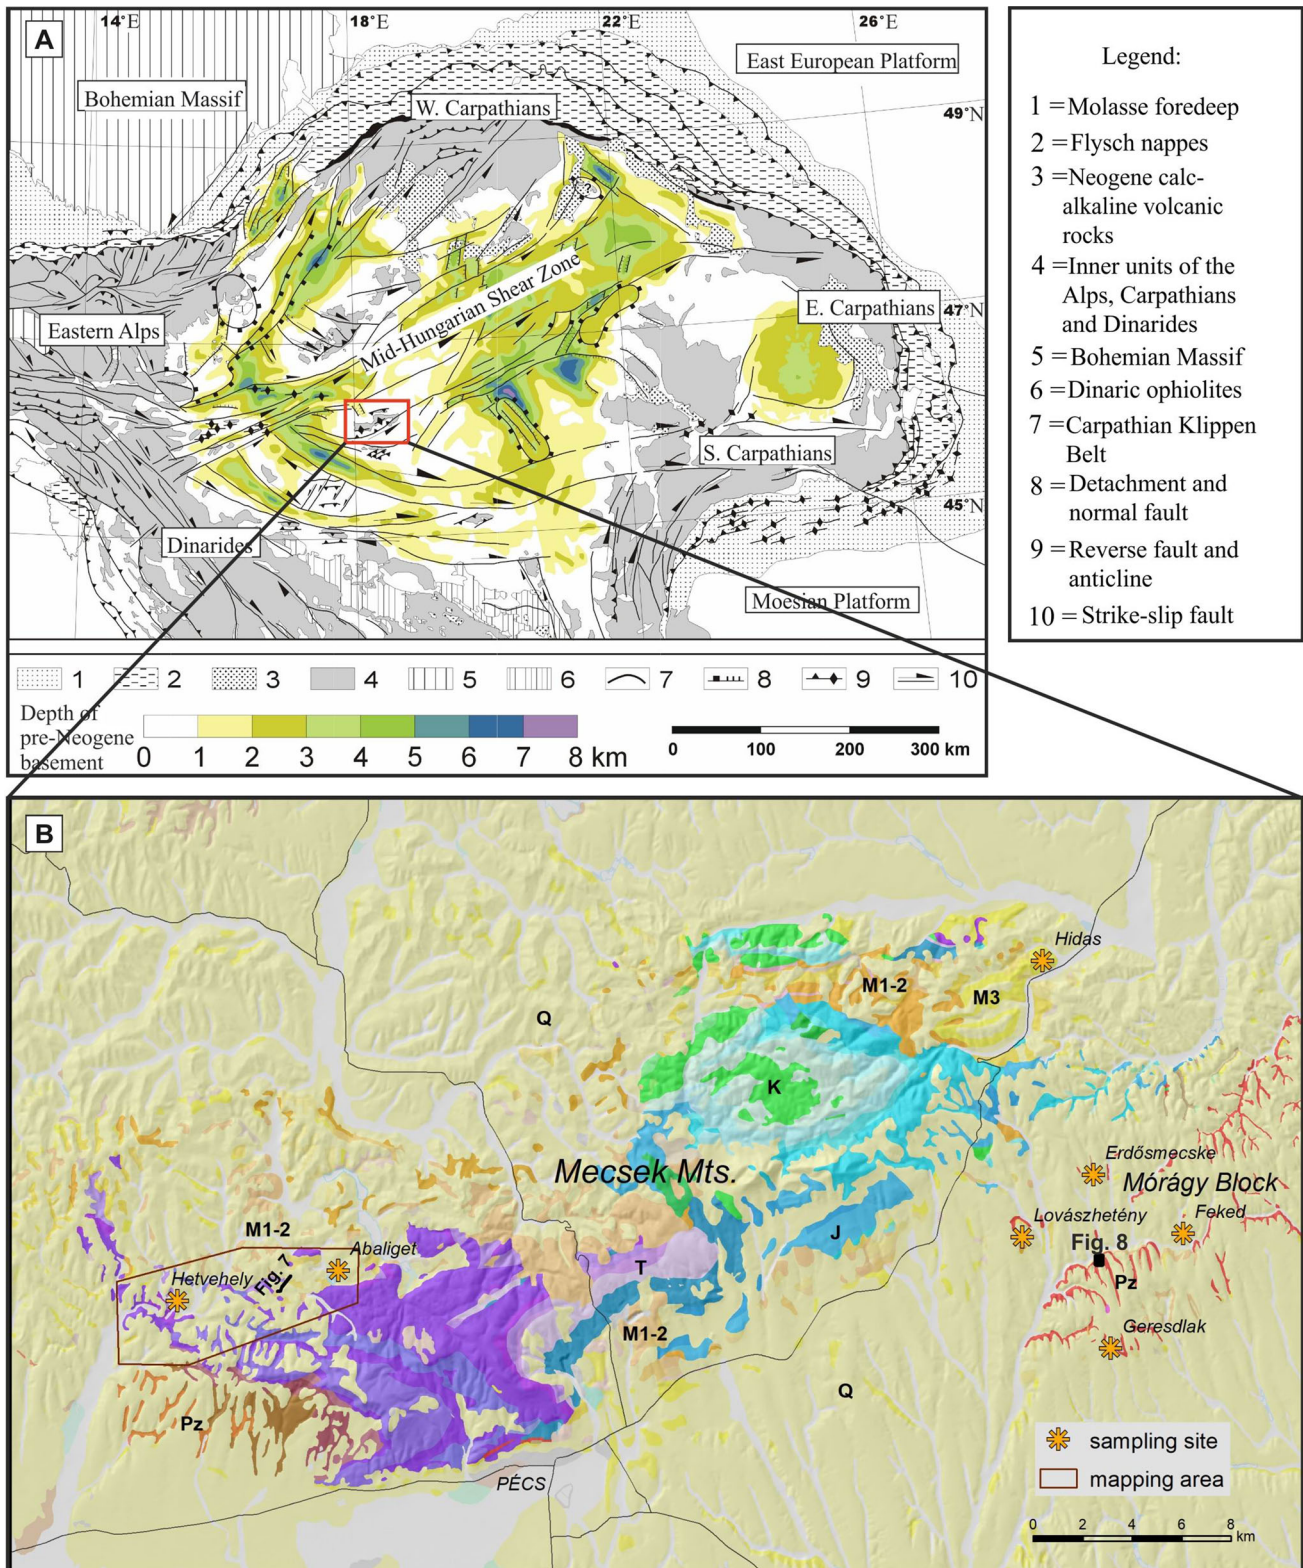 A
14°E
18°E
22°E
26°E
East European Platform
Bohemian Massif
W. Carpathians
49°N
?
Mid-Hungarian Shear Zone
Eastern Alps
E. Carpathians
47°N
S. Carpathians
45°N
Dinarides
Moesian Platform
1
2
3
4
5
6
7
8
9
10
Depth of
pre-Neogene
basement
0
1
2
3
4
5
6
7
8 km
0
100
200
300 km
Legend:
1 = Molasse foredeep
2 = Flysch nappes
3 = Neogene calc-
alkaline volcanic
rocks
4 = Inner units of the
Alps, Carpathians
and Dinarides
5 = Bohemian Massif
6 = Dinaric ophiolites
7 = Carpathian Klippen
Belt
8 = Detachment and
normal fault
9 = Reverse fault and
anticline
10 = Strike-slip fault
B
Hidas
M1-2
M3
Q
K
Mecsek Mts.
Erdősmecske
Mórágy Block
Lovászhetény
Feked
Fig. 8
Pz
J
M1-2
Abaliget
Hetvehely
Fig. 7
T
M1-2
Geresdlak
Q
Pz
PÉCS
sampling site
mapping area
0
2
4
6
8
km